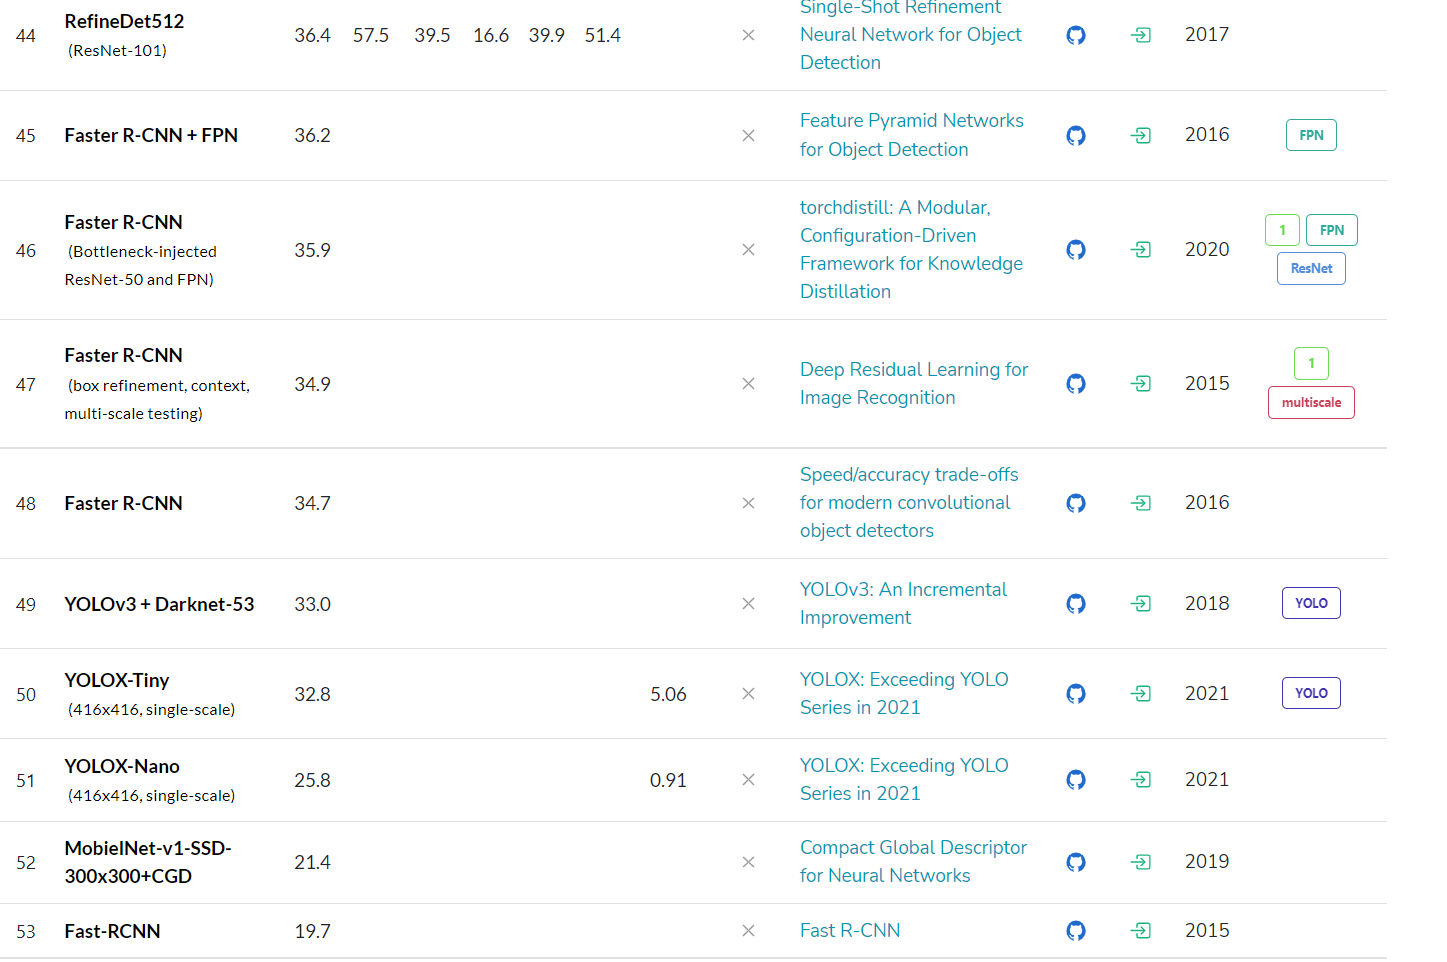 44 RefineDet512 (ResNet-101) 36.4 57.5 39.5 16.6 39.9 51.4 × Single-Shot Refinement Neural Network for Object Detection 2017
45 Faster R-CNN + FPN 36.2 × Feature Pyramid Networks for Object Detection 2016 FPN
46 Faster R-CNN (Bottleneck-injected ResNet-50 and FPN) 35.9 × torchdistill: A Modular, Configuration-Driven Framework for Knowledge Distillation 2020 1 FPN ResNet
47 Faster R-CNN (box refinement, context, multi-scale testing) 34.9 × Deep Residual Learning for Image Recognition 2015 1 multiscale
48 Faster R-CNN 34.7 × Speed/accuracy trade-offs for modern convolutional object detectors 2016
49 YOLOv3 + Darknet-53 33.0 × YOLOv3: An Incremental Improvement 2018 YOLO
50 YOLOX-Tiny (416x416, single-scale) 32.8 5.06 × YOLOX: Exceeding YOLO Series in 2021 2021 YOLO
51 YOLOX-Nano (416x416, single-scale) 25.8 0.91 × YOLOX: Exceeding YOLO Series in 2021 2021
52 MobielNet-v1-SSD-300x300+CGD 21.4 × Compact Global Descriptor for Neural Networks 2019
53 Fast-RCNN 19.7 × Fast R-CNN 2015